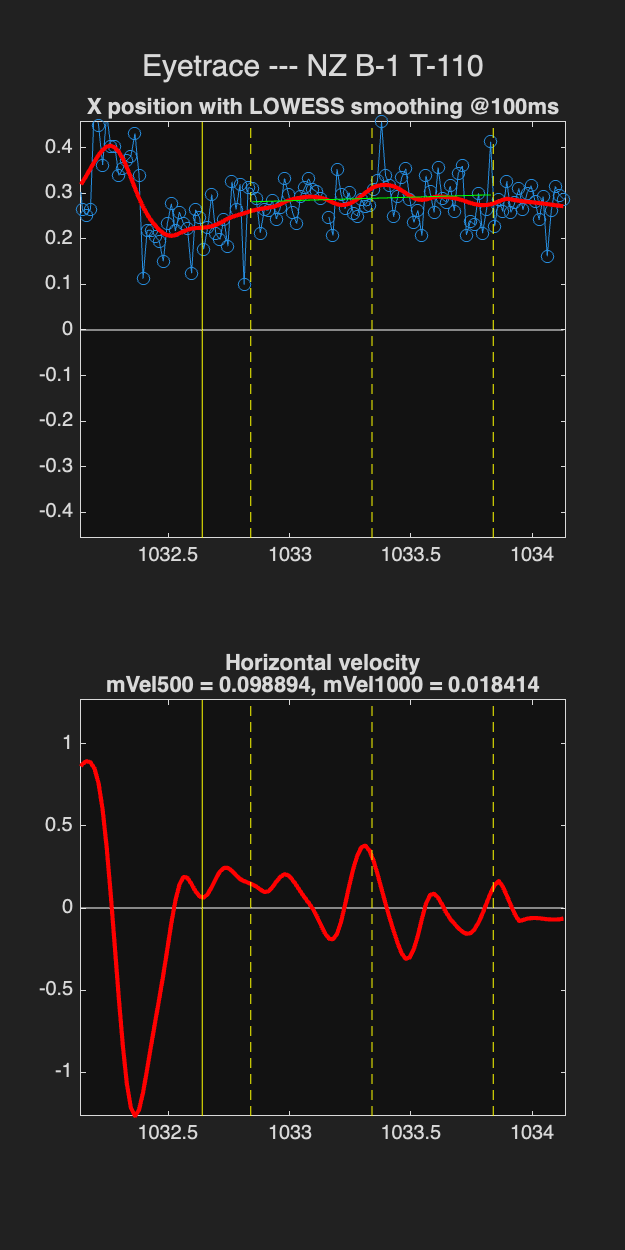 Eyetrace --- NZ B-1 T-110
X position with LOWESS smoothing @100ms
0.4
0.3
0.2
0.1
0
-0.1
-0.2
-0.3
-0.4
1032.5 1033 1033.5 1034
Horizontal velocity
mVel500 = 0.098894, mVel1000 = 0.018414
1
0.5
0
-0.5
-1
1032.5 1033 1033.5 1034